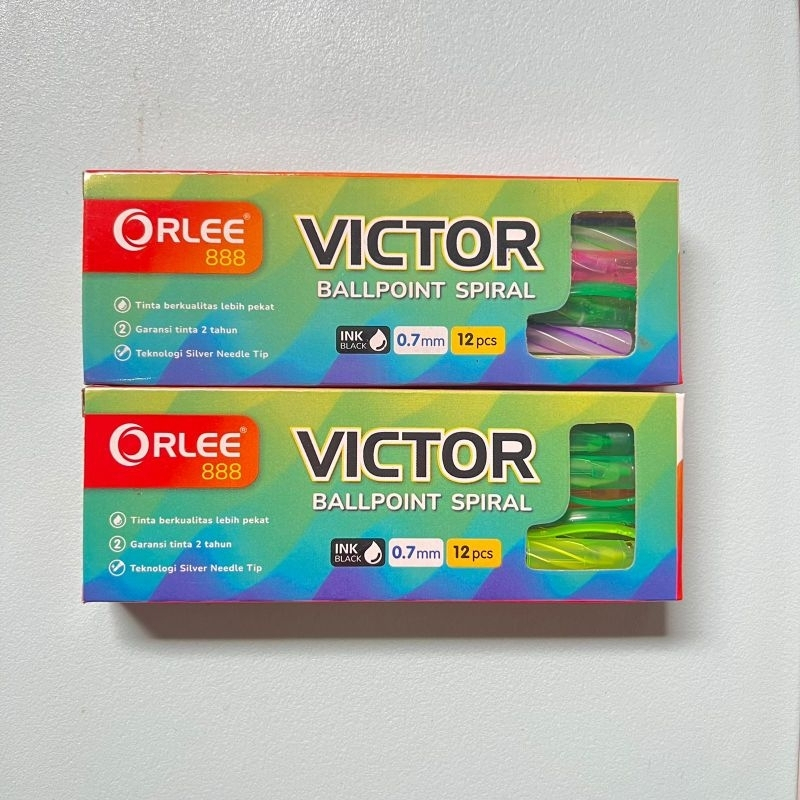 ORLEE®
888
VICTOR
BALLPOINT SPIRAL
Tinta berkualitas lebih pekat
2 Garansi tinta 2 tahun
Teknologi Silver Needle Tip
INK
BLACK
0.7mm
12 pcs
ORLEE®
888
VICTOR
BALLPOINT SPIRAL
Tinta berkualitas lebih pekat
2 Garansi tinta 2 tahun
Teknologi Silver Needle Tip
INK
BLACK
0.7mm
12 pcs